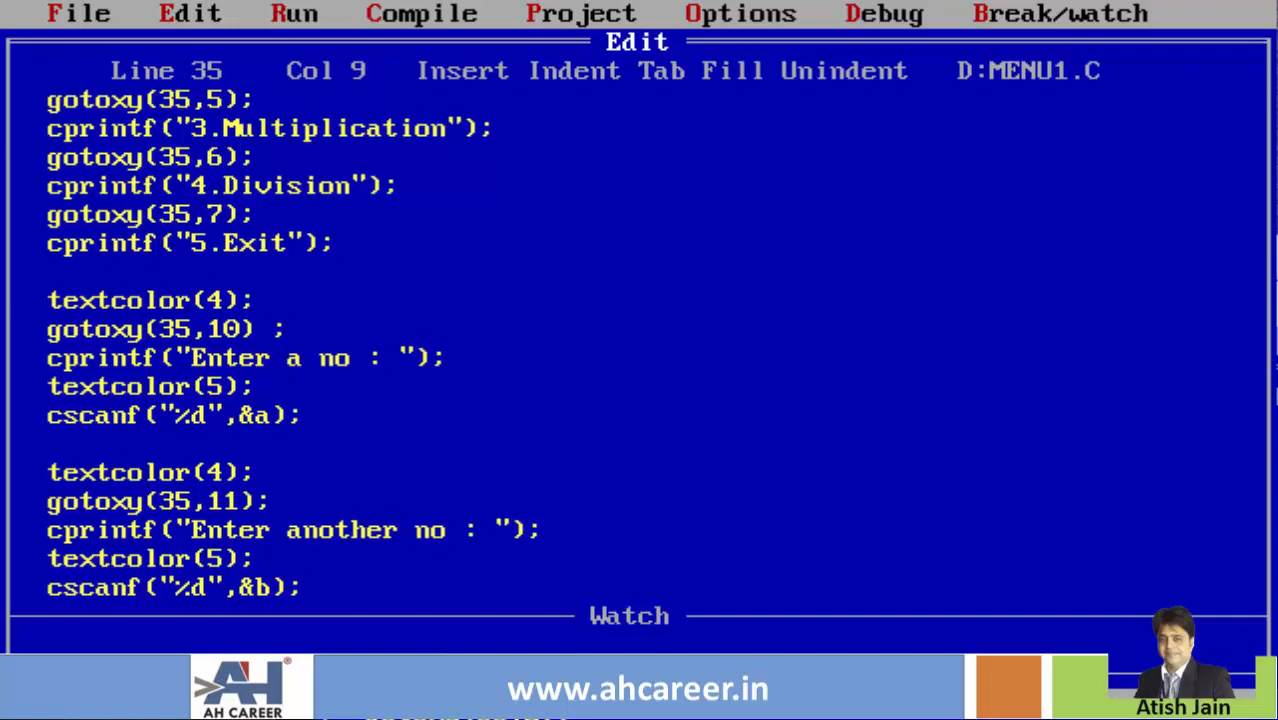 File Edit Run Compile Project Options Debug Break/watch
Edit
Line 35 Col 9 Insert Indent Tab Fill Unindent D:MENU1.C
gotoxy(35,5);
cprintf("3.Multiplication");
gotoxy(35,6);
cprintf("4.Division");
gotoxy(35,7);
cprintf("5.Exit");
textcolor(4);
gotoxy(35,10) ;
cprintf("Enter a no : ");
textcolor(5);
cscanf("%d",&a);
textcolor(4);
gotoxy(35,11);
cprintf("Enter another no : ");
textcolor(5);
cscanf("%d",&b);
Watch
AH
®
AH CAREER
www.ahcareer.in
Atish Jain